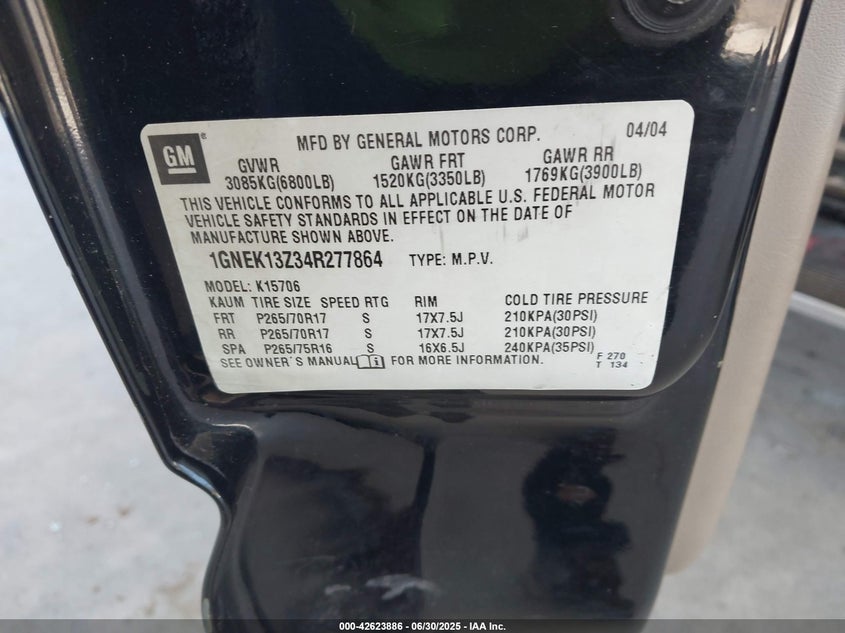 GM ®
MFD BY GENERAL MOTORS CORP. 04/04
GVWR GAWR FRT GAWR RR
3085KG(6800LB) 1520KG(3350LB) 1769KG(3900LB)
THIS VEHICLE CONFORMS TO ALL APPLICABLE U.S. FEDERAL MOTOR
VEHICLE SAFETY STANDARDS IN EFFECT ON THE DATE OF
MANUFACTURE SHOWN ABOVE.
1GNEK13Z34R277864 TYPE: M.P.V.
MODEL: K15706
KAUM TIRE SIZE SPEED RTG RIM COLD TIRE PRESSURE
FRT P265/70R17 S 17X7.5J 210KPA(30PSI)
RR P265/70R17 S 17X7.5J 210KPA(30PSI)
SPA P265/75R16 S 16X6.5J 240KPA(35PSI)
SEE OWNER'S MANUAL FOR MORE INFORMATION.
F 270
T 134
000-42623886 - 06/30/2025 - IAA Inc.